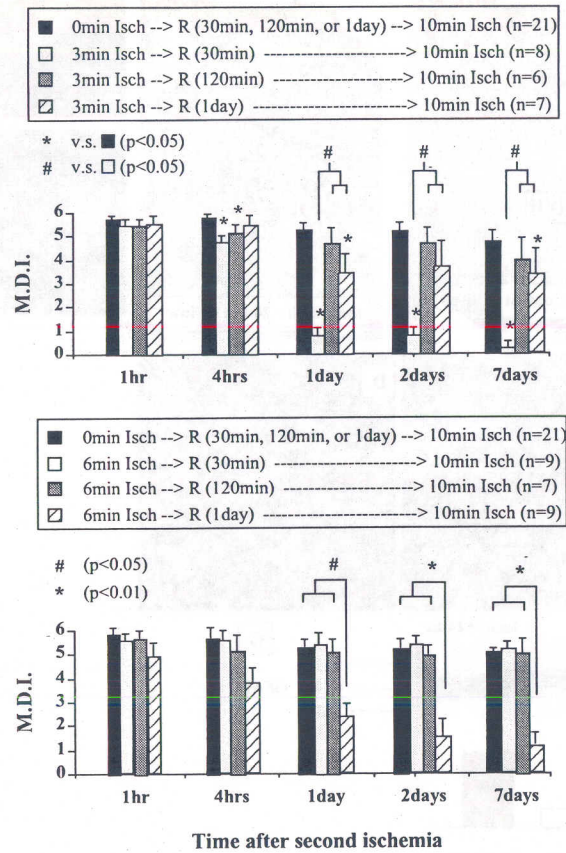 0min Isch --> R (30min, 120min, or 1day) --> 10min Isch (n=21)
3min Isch --> R (30min) --------------------> 10min Isch (n=8)
3min Isch --> R (120min) -------------------> 10min Isch (n=6)
3min Isch --> R (1day) ---------------------> 10min Isch (n=7)
* v.s. (p<0.05)
# v.s. (p<0.05)
# # #
* * * * * * *
M.D.I.
6
5
4
3
2
1
0
1hr 4hrs 1day 2days 7days
0min Isch --> R (30min, 120min, or 1day) --> 10min Isch (n=21)
6min Isch --> R (30min) --------------------> 10min Isch (n=9)
6min Isch --> R (120min) -------------------> 10min Isch (n=7)
6min Isch --> R (1day) ---------------------> 10min Isch (n=9)
# (p<0.05)
* (p<0.01)
# * *
M.D.I.
6
5
4
3
2
1
0
1hr 4hrs 1day 2days 7days
Time after second ischemia